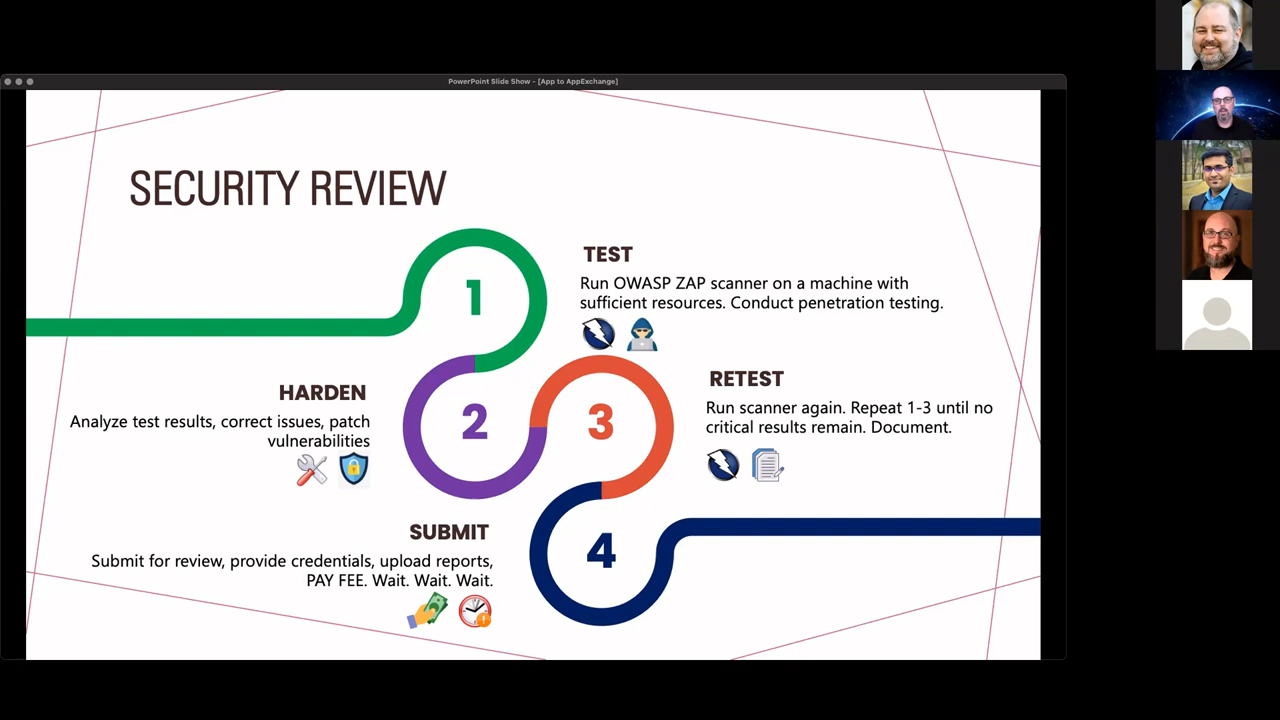 PowerPoint Slide Show - [App to AppExchange]
SECURITY REVIEW
1
TEST
Run OWASP ZAP scanner on a machine with
sufficient resources. Conduct penetration testing.
HARDEN
Analyze test results, correct issues, patch
vulnerabilities
2
3
RETEST
Run scanner again. Repeat 1-3 until no
critical results remain. Document.
SUBMIT
Submit for review, provide credentials, upload reports,
PAY FEE. Wait. Wait. Wait.
4